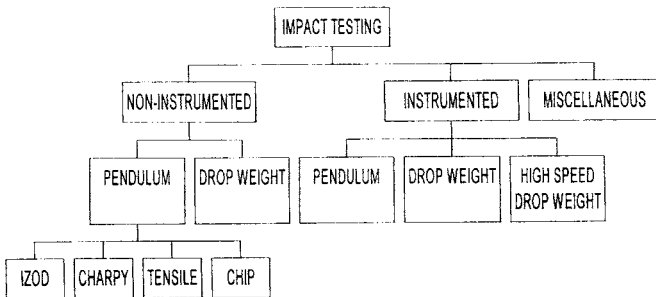 IMPACT TESTING
NON-INSTRUMENTED
INSTRUMENTED
MISCELLANEOUS
PENDULUM
DROP WEIGHT
PENDULUM
DROP WEIGHT
HIGH SPEED
DROP WEIGHT
IZOD
CHARPY
TENSILE
CHIP